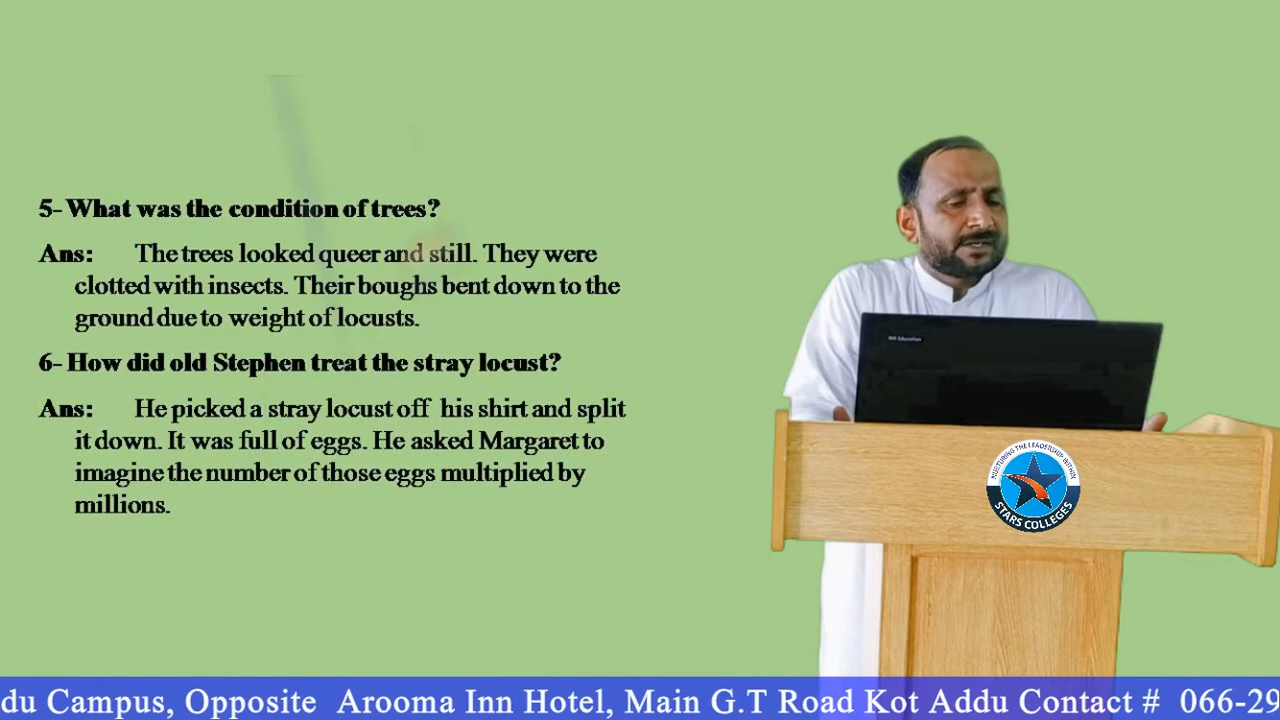 5- What was the condition of trees?
Ans: The trees looked queer and still. They were
clotted with insects. Their boughs bent down to the
ground due to weight of locusts.
6- How did old Stephen treat the stray locust?
Ans: He picked a stray locust off his shirt and split
it down. It was full of eggs. He asked Margaret to
imagine the number of those eggs multiplied by
millions.
NURTURING THE LEADERSHIP WITHIN
STARS COLLEGES
du Campus, Opposite Arooma Inn Hotel, Main G.T Road Kot Addu Contact # 066-29